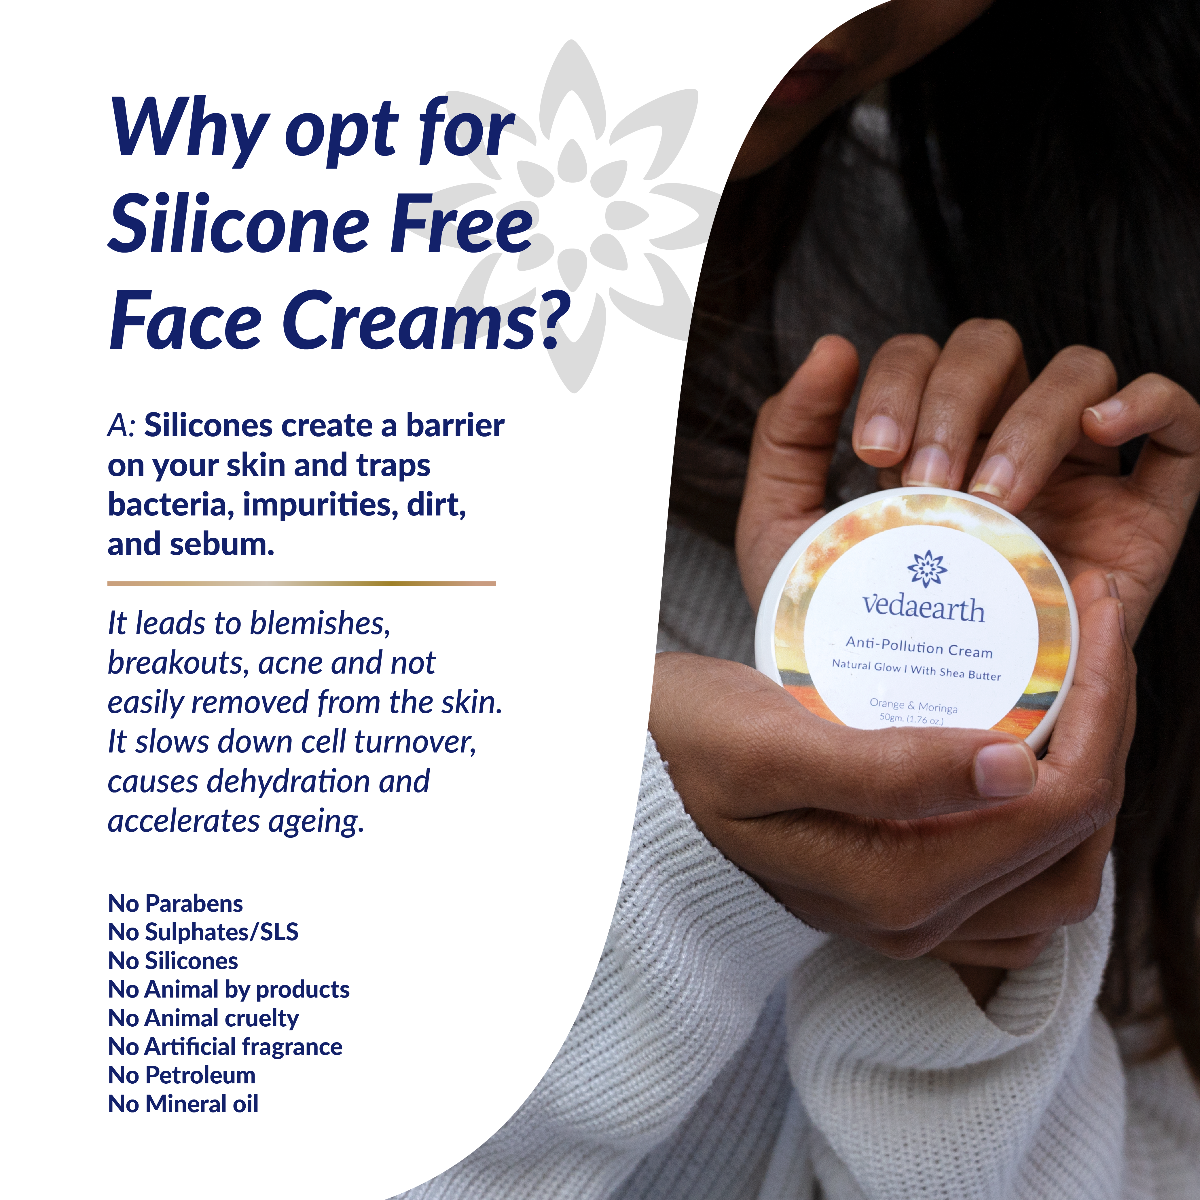 Why opt for
Silicone Free
Face Creams?
A: Silicones create a barrier
on your skin and traps
bacteria, impurities, dirt,
and sebum.
It leads to blemishes,
breakouts, acne and not
easily removed from the skin.
It slows down cell turnover,
causes dehydration and
accelerates ageing.
No Parabens
No Sulphates/SLS
No Silicones
No Animal by products
No Animal cruelty
No Artificial fragrance
No Petroleum
No Mineral oil
vedaearth
Anti-Pollution Cream
Natural Glow | With Shea Butter
Orange & Moringa
50gm. (1.76 oz.)